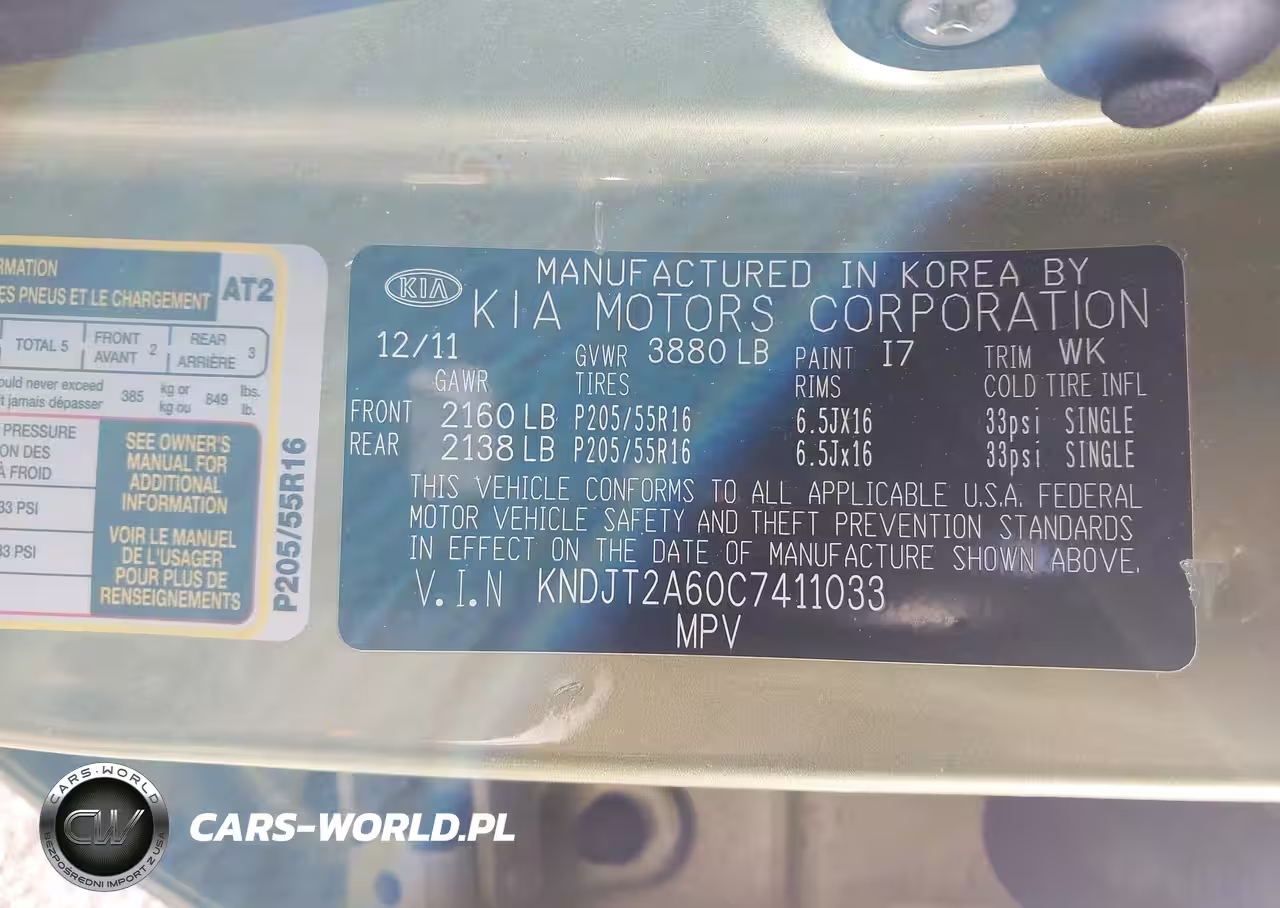 RMATION
ES PNEUS ET LE CHARGEMENT
AT2
TOTAL 5
FRONT
AVANT 2
REAR
ARRIÈRE 3
ould never exceed
t jamais dépasser
385
kg or
kg ou
849
lbs.
lb.
PRESSURE
ON DES
À FROID
33 PSI
33 PSI
SEE OWNER'S
MANUAL FOR
ADDITIONAL
INFORMATION
VOIR LE MANUEL
DE L'USAGER
POUR PLUS DE
RENSEIGNEMENTS
P205/55R16
KIA
MANUFACTURED IN KOREA BY
KIA MOTORS CORPORATION
12/11 GVWR 3880 LB PAINT I7 TRIM WK
GAWR TIRES RIMS COLD TIRE INFL
FRONT 2160 LB P205/55R16 6.5JX16 33psi SINGLE
REAR 2138 LB P205/55R16 6.5Jx16 33psi SINGLE
THIS VEHICLE CONFORMS TO ALL APPLICABLE U.S.A. FEDERAL
MOTOR VEHICLE SAFETY AND THEFT PREVENTION STANDARDS
IN EFFECT ON THE DATE OF MANUFACTURE SHOWN ABOVE.
V.I.N KNDJT2A60C7411033
MPV
CARS-WORLD
CW
BEZPOŚREDNI IMPORT Z USA
CARS-WORLD.PL